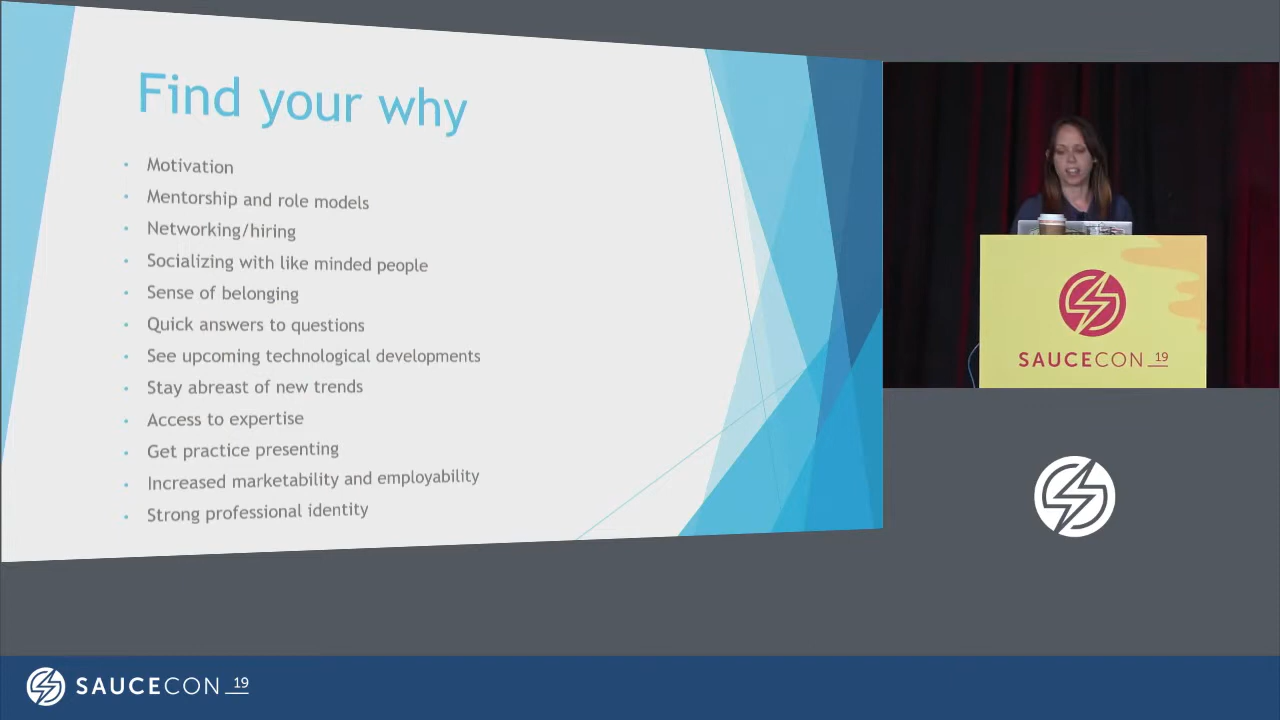 Find your why
• Motivation
• Mentorship and role models
• Networking/hiring
• Socializing with like minded people
• Sense of belonging
• Quick answers to questions
• See upcoming technological developments
• Stay abreast of new trends
• Access to expertise
• Get practice presenting
• Increased marketability and employability
• Strong professional identity
SAUCECON 19
SAUCECON 19